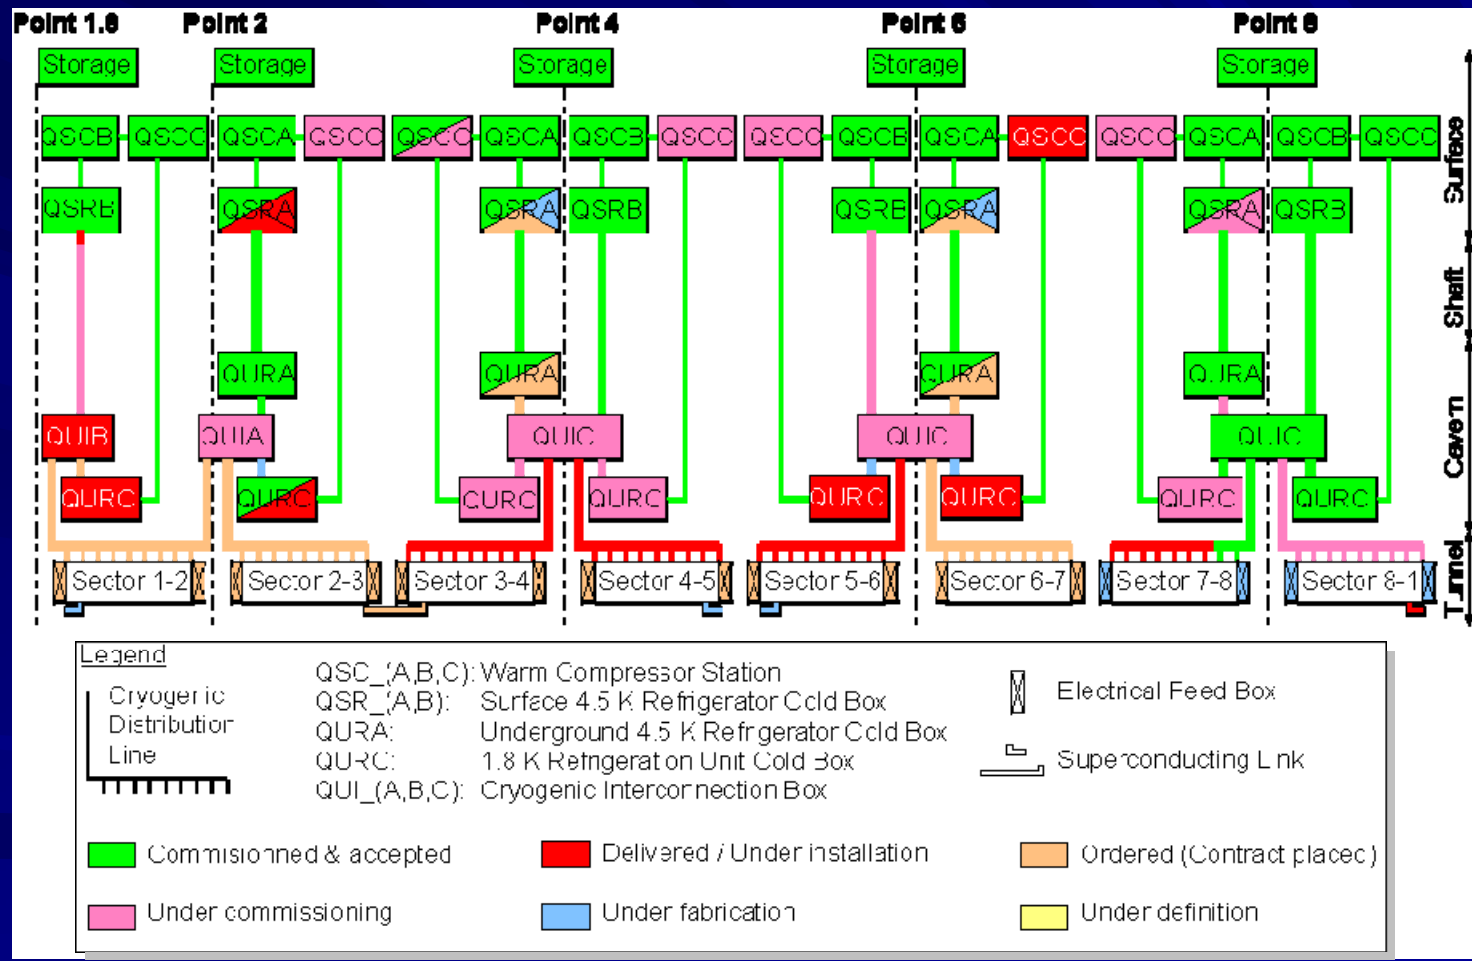 Point 1.8 Point 2 Point 4 Point 6 Point 8
Storage Storage Storage Storage Storage
QSCB QSCC QSCA QSCC QSCC QSCA QSCB QSCC QSCC QSCB QSCA QSCC QSCC QSCA QSCB QSCC
Surface
QSRB QSRA QSRA QSRB QSRB QSRA QSRA QSRB
Shaft
QURA QURA QURA QURA
Cavern
QUIB QUIA QUIC QUIC QUIC
QURC QURC QURC QURC QURC QURC QURC QURC
Tunnel
Sector 1-2 Sector 2-3 Sector 3-4 Sector 4-5 Sector 5-6 Sector 6-7 Sector 7-8 Sector 8-1
Legend
Cryogenic
Distribution
Line
QSC_(A,B,C): Warm Compressor Station
QSR_(A,B): Surface 4.5 K Refrigerator Cold Box
QURA: Underground 4.5 K Refrigerator Cold Box
QURC: 1.8 K Refrigeration Unit Cold Box
QUI_(A,B,C): Cryogenic Interconnection Box
Electrical Feed Box
Superconducting Link
Commisionned & accepted Delivered / Under installation Ordered (Contract placed)
Under commissioning Under fabrication Under definition